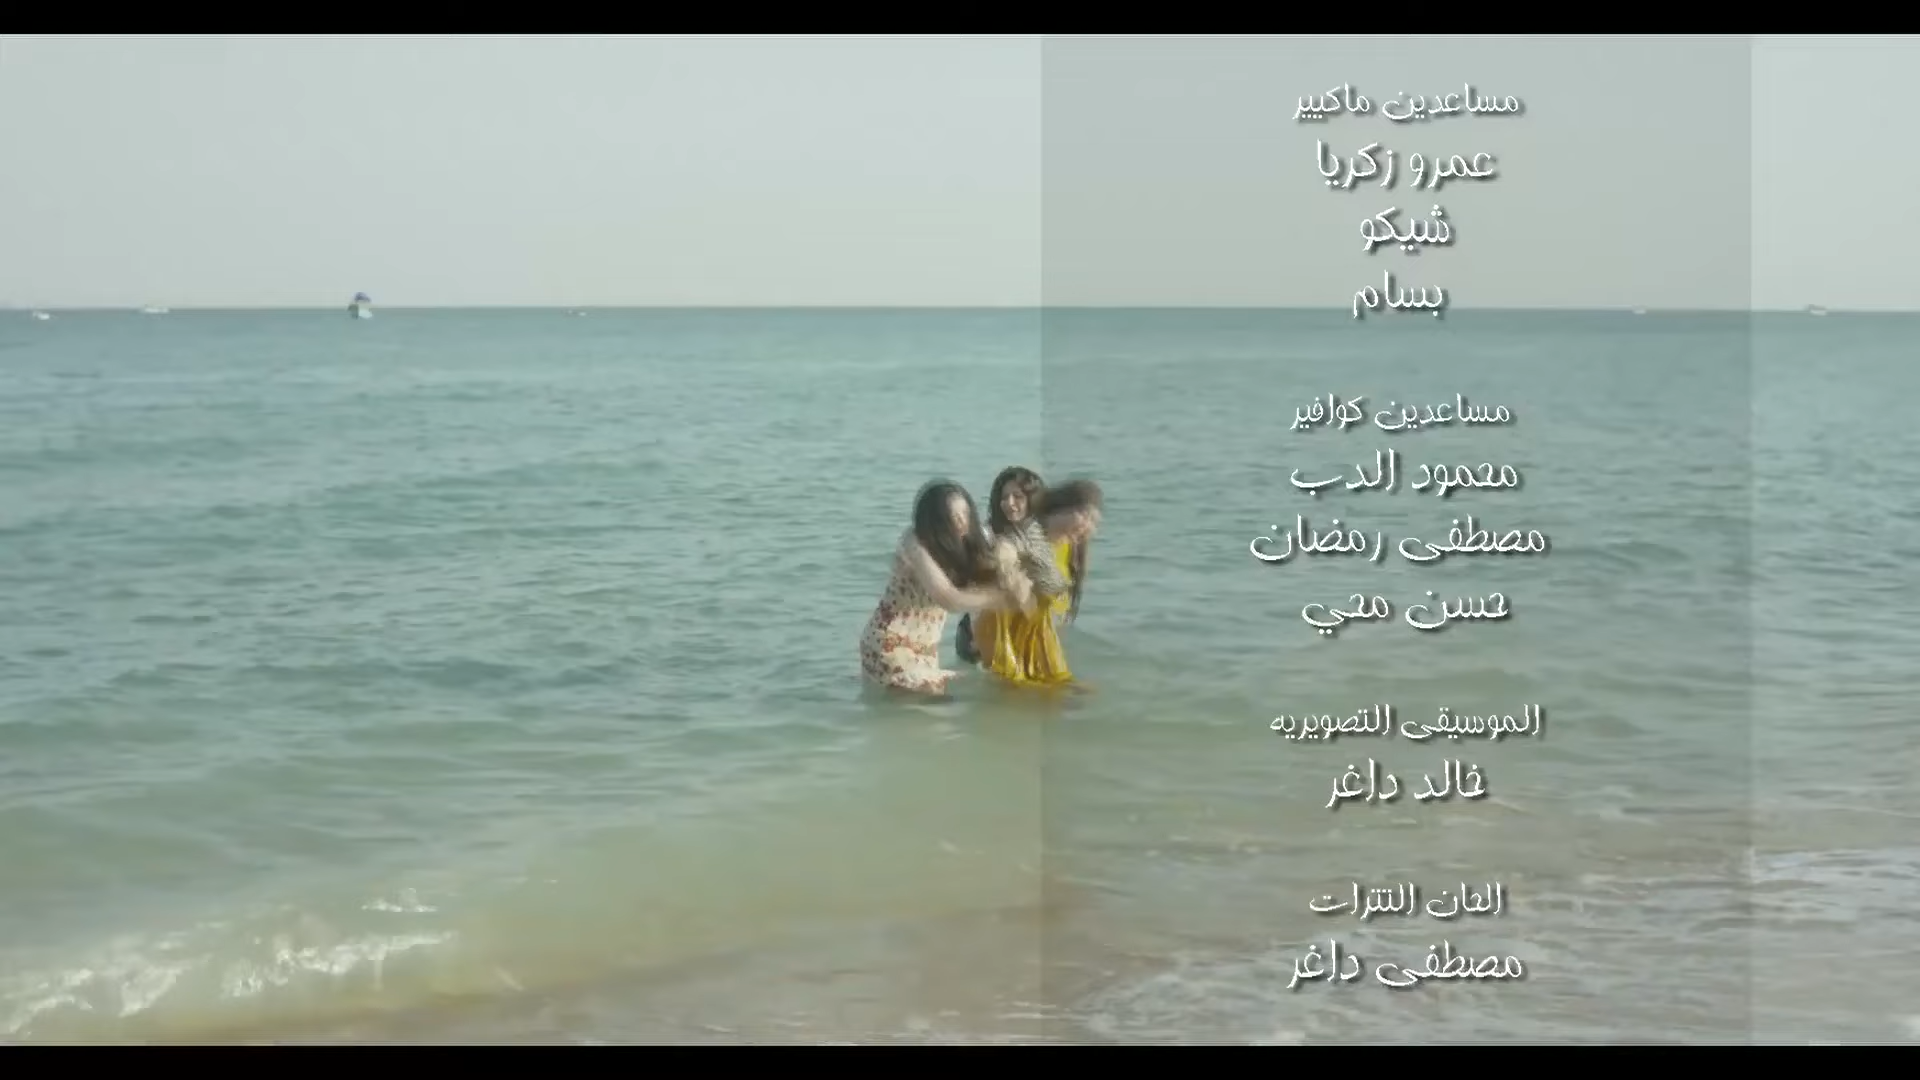 مساعدين ماكيير
عمرو زكريا
شيكو
بسام
مساعدين كوافير
محمود الدب
مصطفى رمضان
حسن محي
الموسيقى التصويريه
خالد داغر
الحان التترات
مصطفى داغر